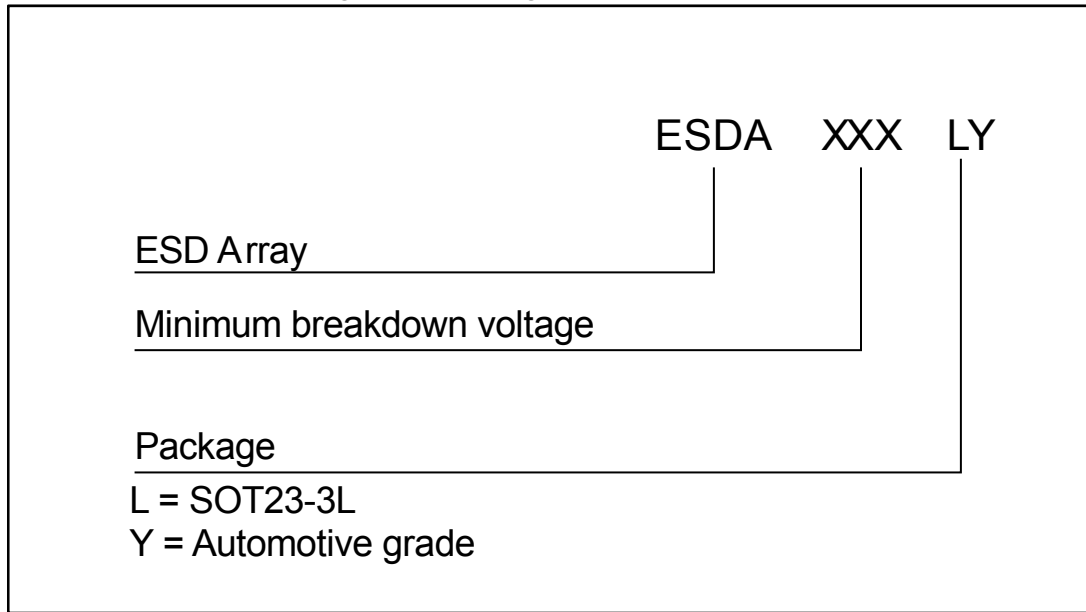 ESDA XXX LY
ESD Array
Minimum breakdown voltage
Package
L = SOT23-3L
Y = Automotive grade